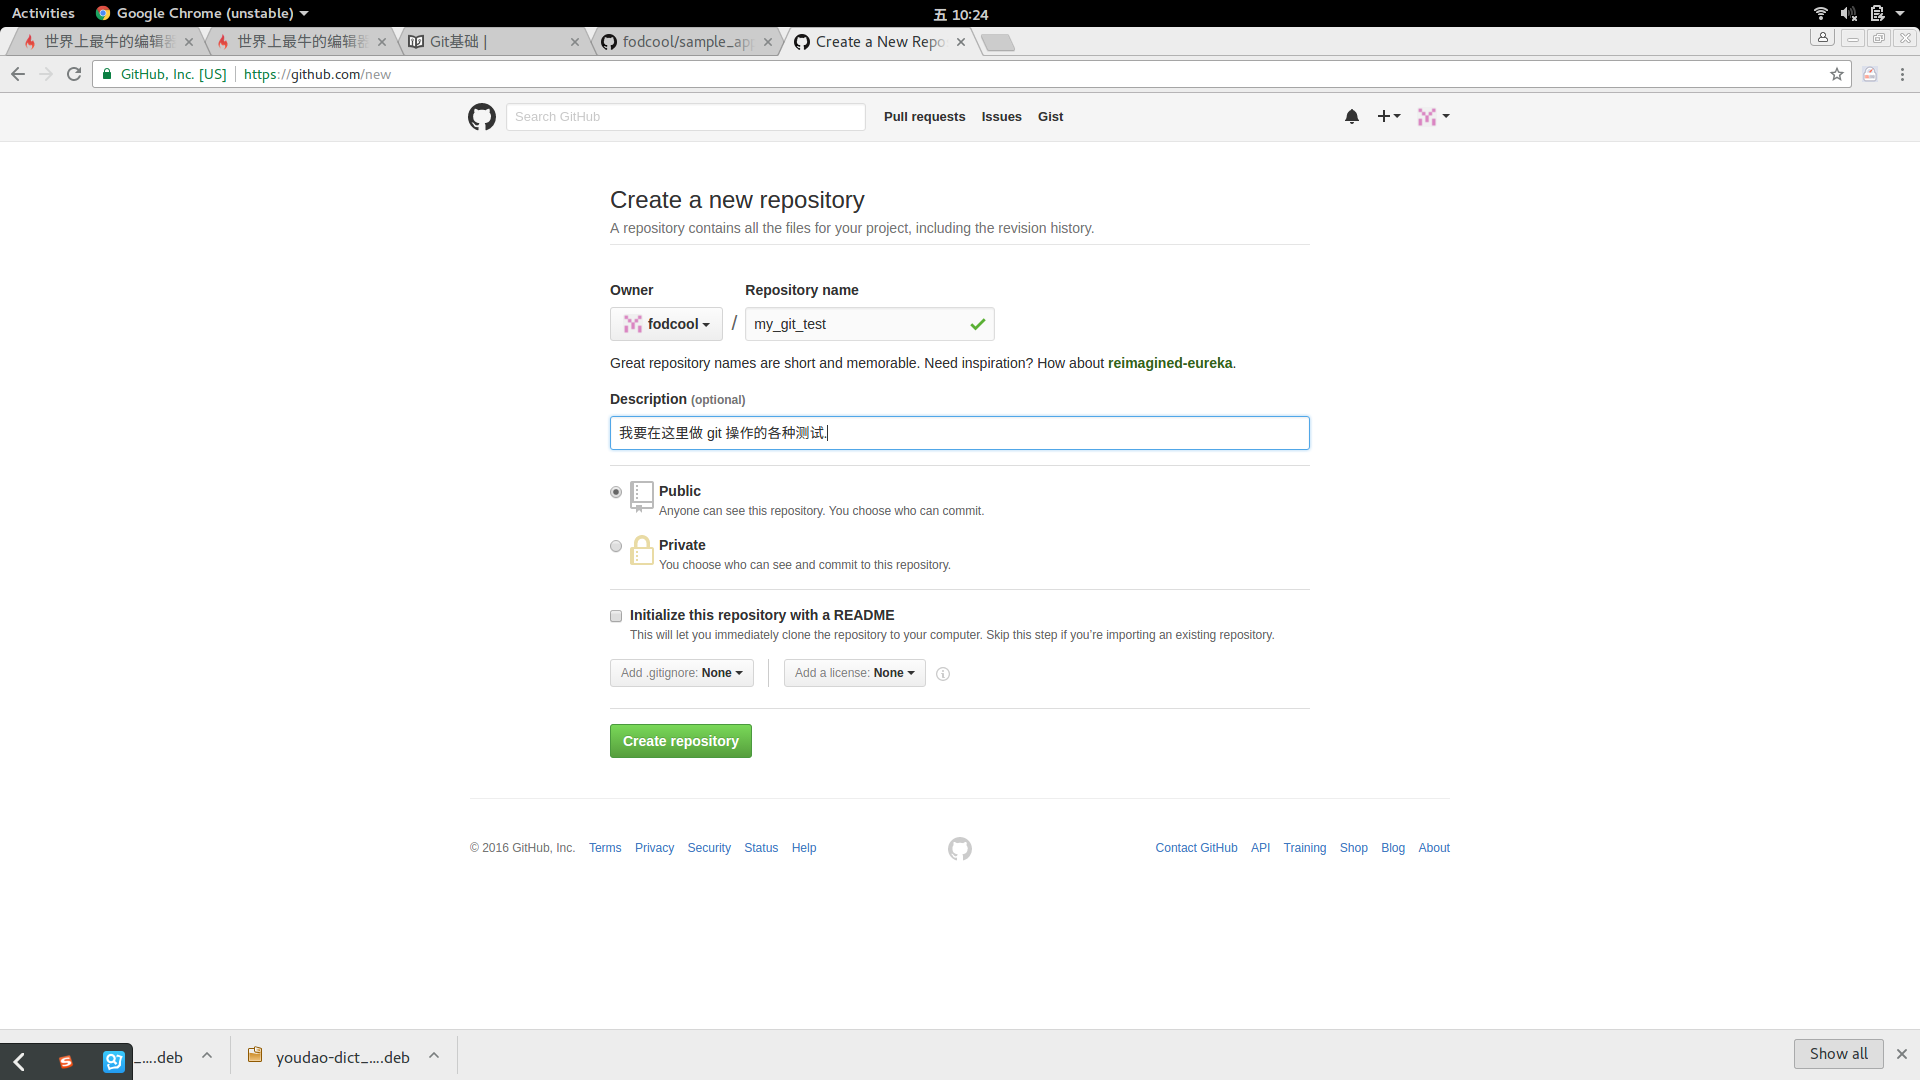 Activities Google Chrome (unstable) 五 10:24
世界上最牛的编辑器 世界上最牛的编辑器 Git基础 | fodcool/sample_app Create a New Repo
GitHub, Inc. [US] https://github.com/new
Search GitHub Pull requests Issues Gist
Create a new repository
A repository contains all the files for your project, including the revision history.
Owner Repository name
fodcool / my_git_test
Great repository names are short and memorable. Need inspiration? How about reimagined-eureka.
Description (optional)
我要在这里做 git 操作的各种测试.
Public
Anyone can see this repository. You choose who can commit.
Private
You choose who can see and commit to this repository.
Initialize this repository with a README
This will let you immediately clone the repository to your computer. Skip this step if you’re importing an existing repository.
Add .gitignore: None Add a license: None
Create repository
© 2016 GitHub, Inc. Terms Privacy Security Status Help Contact GitHub API Training Shop Blog About
_....deb youdao-dict_....deb Show all